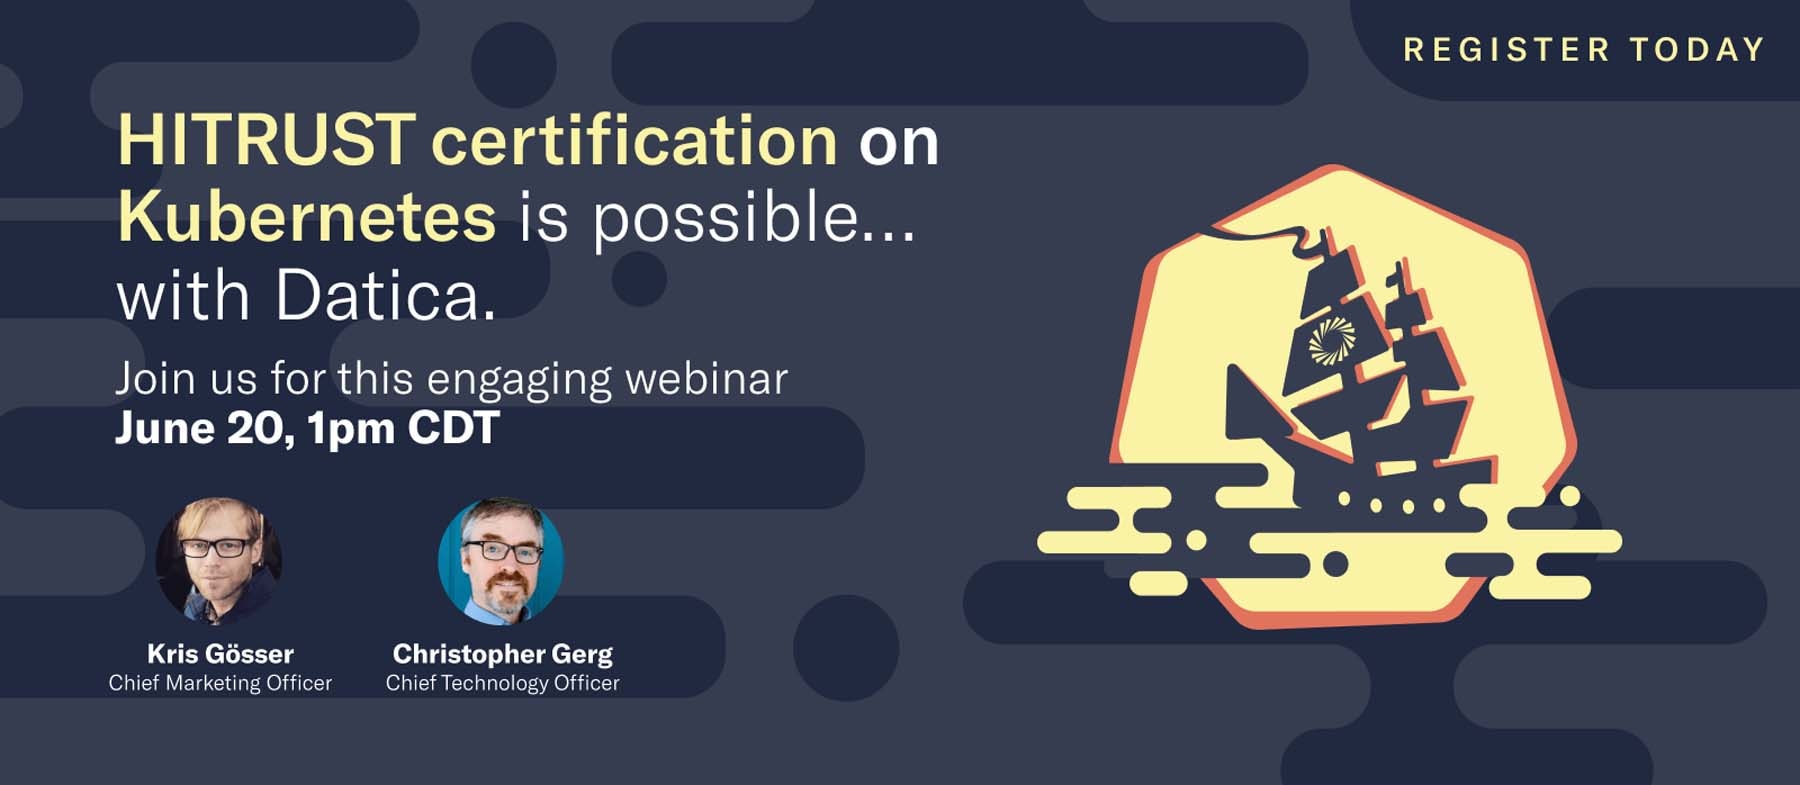 REGISTER TODAY
HITRUST certification on
Kubernetes is possible...
with Datica.
Join us for this engaging webinar
June 20, 1pm CDT
Kris Gösser
Chief Marketing Officer
Christopher Gerg
Chief Technology Officer